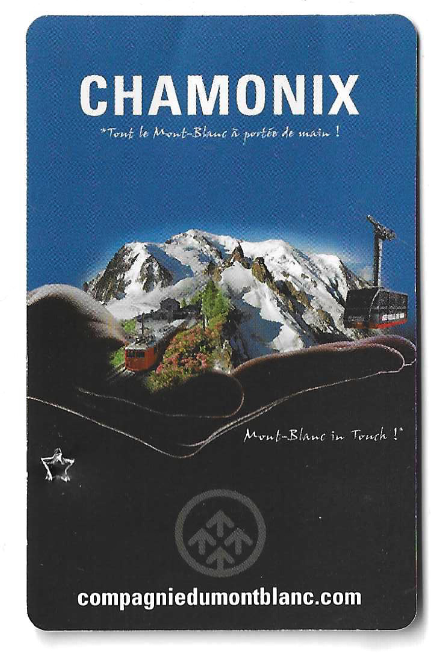 CHAMONIX
"Tout le Mont-Blanc à portée de main !
Mont-Blanc in Touch !"
compagniedumontblanc.com